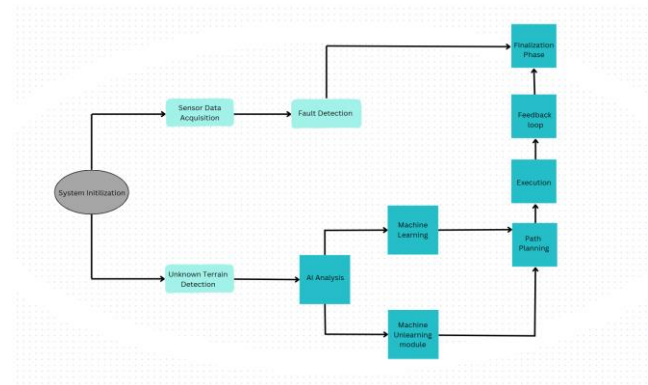 Finalization
Phase
Sensor Data
Acquisition
Fault Detection
Feedback
loop
System Initilization
Execution
Machine
Learning
Path
Planning
Unknown Terrain
Detection
AI Analysis
Machine
Unlearning
module